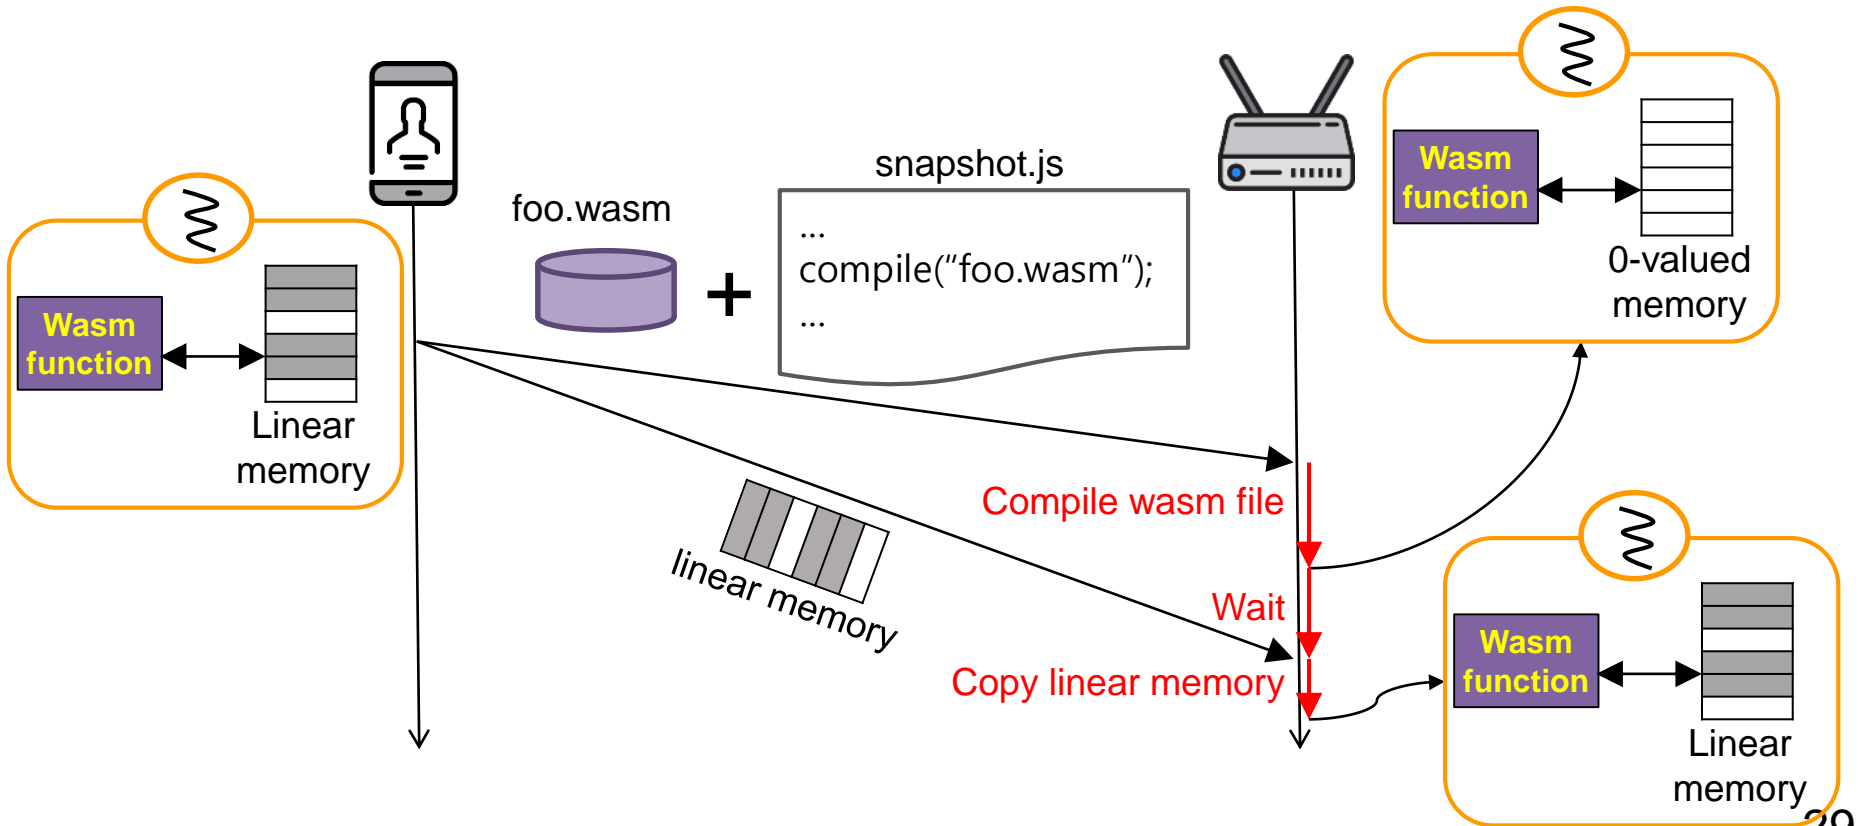 snapshot.js
foo.wasm
...
compile("foo.wasm");
...
Wasm
function
Linear
memory
Wasm
function
0-valued
memory
linear memory
Compile wasm file
Wait
Copy linear memory
Wasm
function
Linear
memory
29